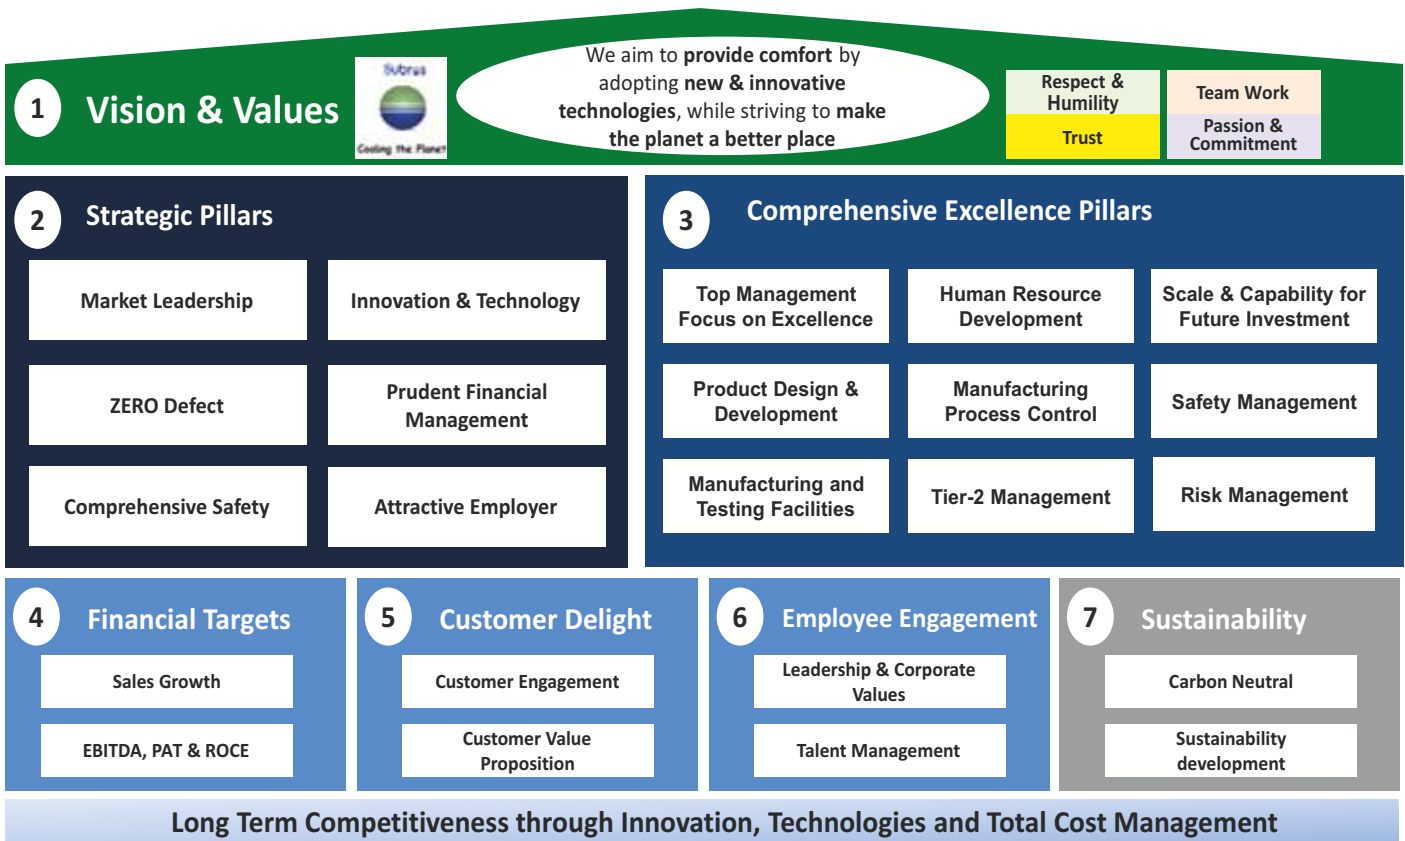 1
Vision & Values
Subros
Cooling the Planet
We aim to provide comfort by
adopting new & innovative
technologies, while striving to make
the planet a better place
Respect &
Humility
Team Work
Trust
Passion &
Commitment
2
Strategic Pillars
Market Leadership
Innovation & Technology
ZERO Defect
Prudent Financial
Management
Comprehensive Safety
Attractive Employer
3
Comprehensive Excellence Pillars
Top Management
Focus on Excellence
Human Resource
Development
Scale & Capability for
Future Investment
Product Design &
Development
Manufacturing
Process Control
Safety Management
Manufacturing and
Testing Facilities
Tier-2 Management
Risk Management
4
Financial Targets
Sales Growth
EBITDA, PAT & ROCE
5
Customer Delight
Customer Engagement
Customer Value
Proposition
6
Employee Engagement
Leadership & Corporate
Values
Talent Management
7
Sustainability
Carbon Neutral
Sustainability
development
Long Term Competitiveness through Innovation, Technologies and Total Cost Management